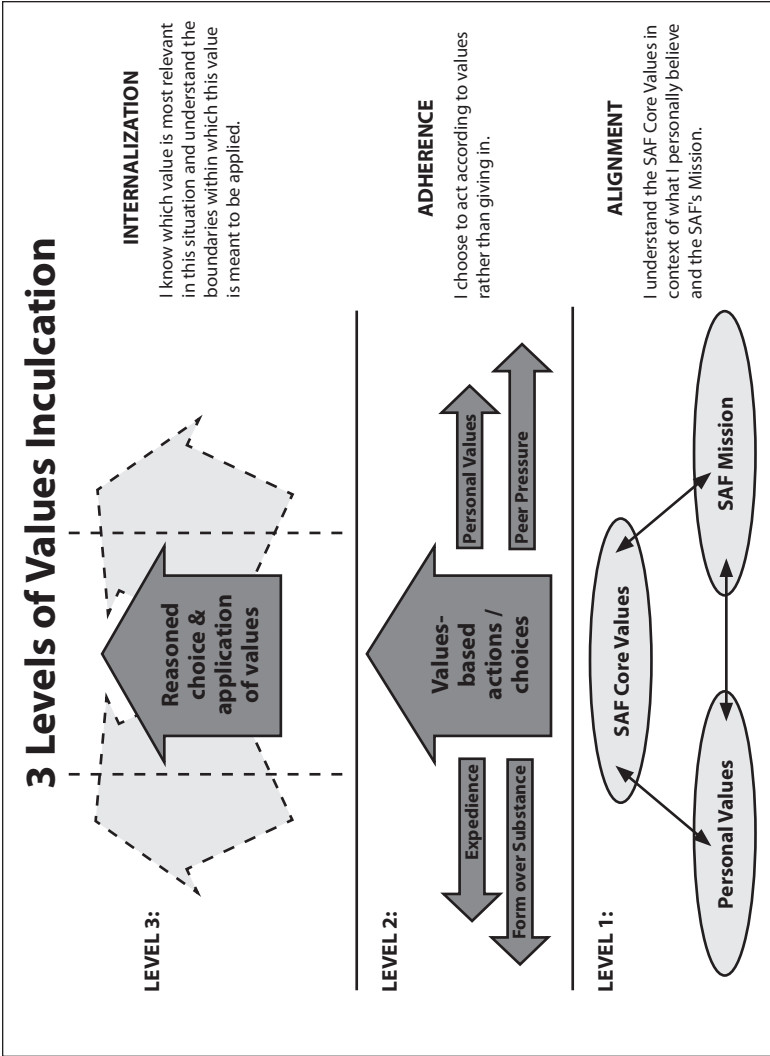 3 Levels of Values Inculcation
LEVEL 3:
Reasoned
choice &
application
of values
INTERNALIZATION
I know which value is most relevant
in this situation and understand the
boundaries within which this value
is meant to be applied.
LEVEL 2:
Expedience
Form over Substance
Values-
based
actions /
choices
Personal Values
Peer Pressure
ADHERENCE
I choose to act according to values
rather than giving in.
LEVEL 1:
SAF Core Values
Personal Values
SAF Mission
ALIGNMENT
I understand the SAF Core Values in
context of what I personally believe
and the SAF's Mission.